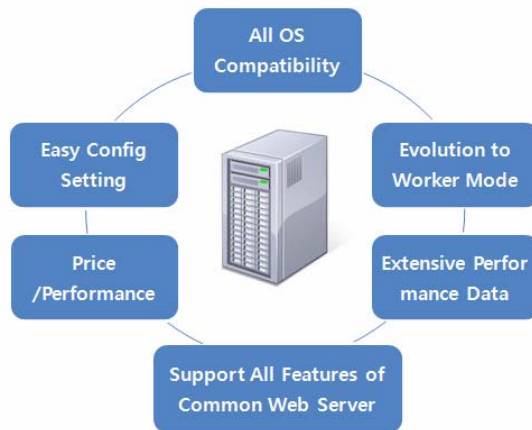 All OS
Compatibility
Easy Config
Setting
Evolution to
Worker Mode
Price
/Performance
Extensive Perfor
mance Data
Support All Features of
Common Web Server